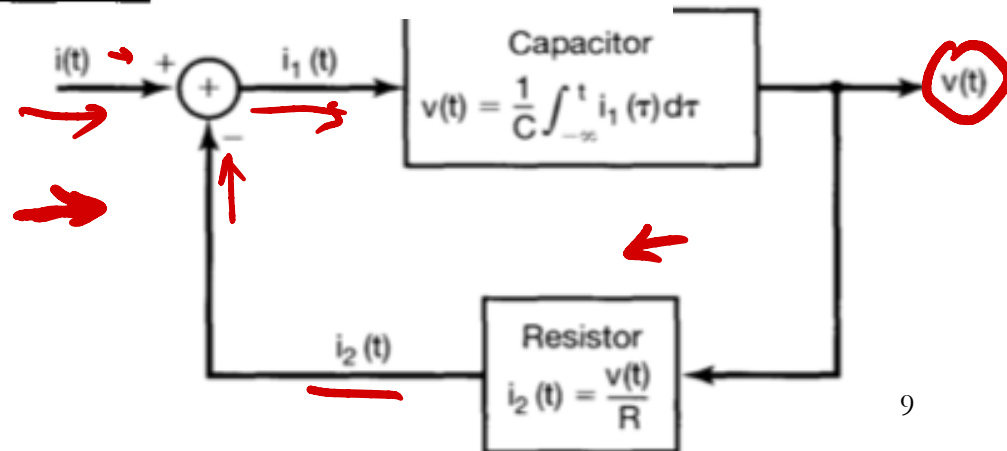 i(t)
+
+
−
i₁ (t)
Capacitor
v(t) = 1/C ∫_{-∞}^{t} i₁ (τ) dτ
v(t)
i₂ (t)
Resistor
i₂ (t) = v(t)/R
9